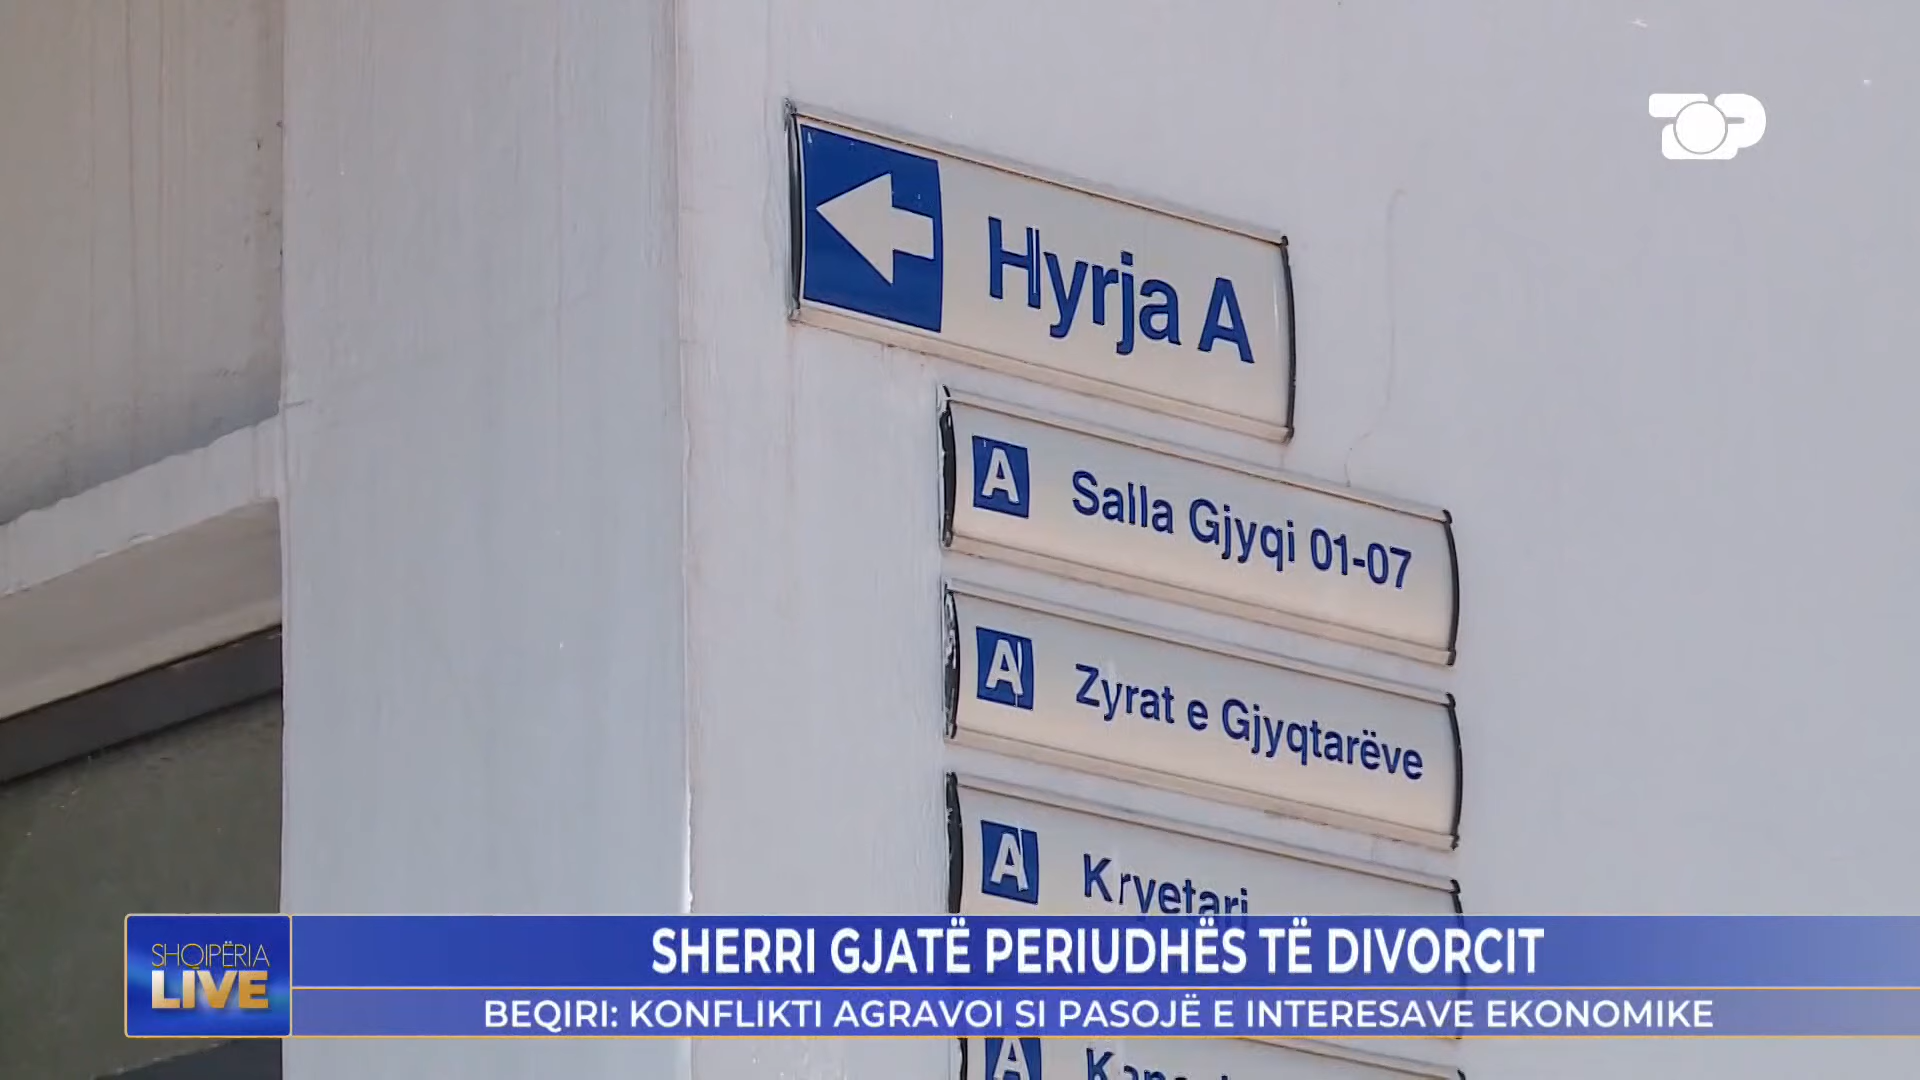 TOP
Hyrja A
A Salla Gjyqi 01-07
A Zyrat e Gjyqtarëve
A Kryetari
A
SHQIPËRIA
LIVE
SHERRI GJATË PERIUDHËS TË DIVORCIT
BEQIRI: KONFLIKTI AGRAVOI SI PASOJË E INTERESAVE EKONOMIKE